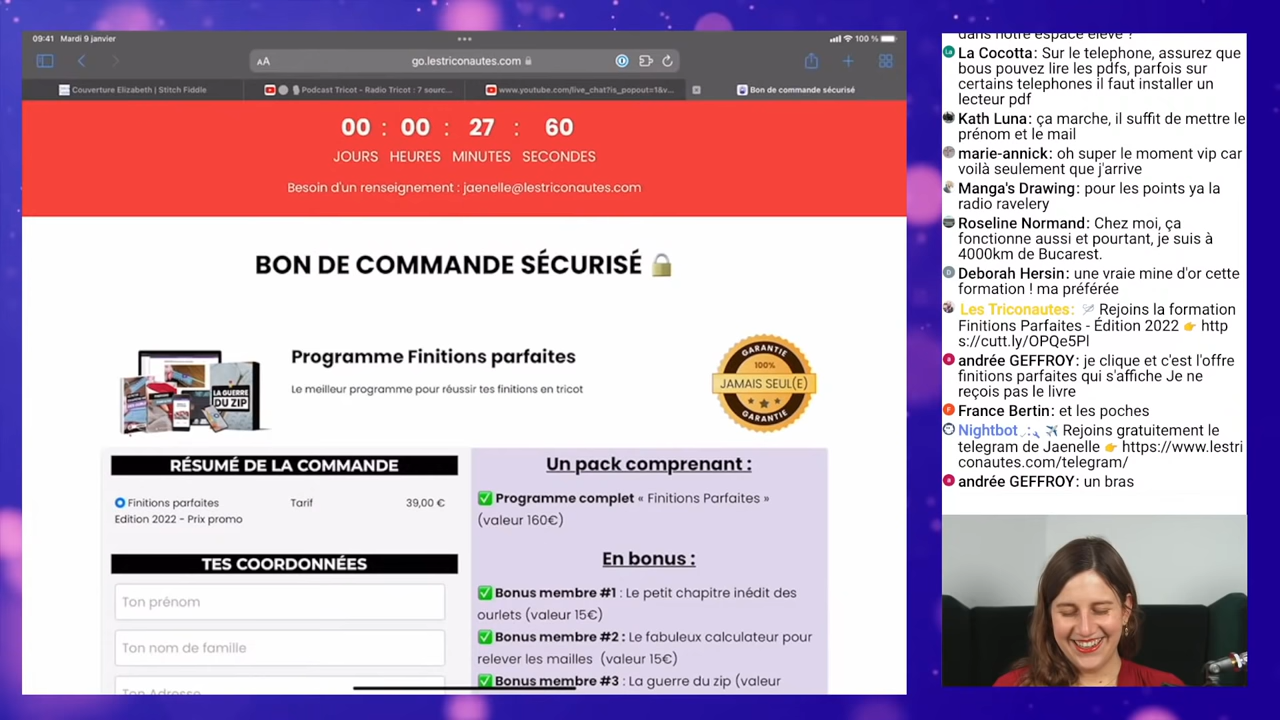 09:41 Mardi 9 janvier
100 %
AA
go.lestriconautes.com
Couverture Elizabeth | Stitch Fiddle
Podcast Tricot - Radio Tricot : 7 sourc...
www.youtube.com/live_chat?is_popout=1&v...
Bon de commande sécurisé
00 : 00 : 27 : 60
JOURS HEURES MINUTES SECONDES
Besoin d'un renseignement : jaenelle@lestriconautes.com
BON DE COMMANDE SÉCURISÉ
LA GUERRE
DU ZIP
Programme Finitions parfaites
Le meilleur programme pour réussir tes finitions en tricot
GARANTIE
100%
JAMAIS SEUL(E)
GARANTIE
RÉSUMÉ DE LA COMMANDE
Finitions parfaites Tarif 39,00 €
Edition 2022 - Prix promo
TES COORDONNÉES
Ton prénom
Ton nom de famille
Ton Adresse
Un pack comprenant :
Programme complet « Finitions Parfaites »
(valeur 160€)
En bonus :
Bonus membre #1 : Le petit chapitre inédit des
ourlets (valeur 15€)
Bonus membre #2 : Le fabuleux calculateur pour
relever les mailles (valeur 15€)
Bonus membre #3 : La guerre du zip (valeur
dans notre espace élève ?
La Cocotta: Sur le telephone, assurez que
bous pouvez lire les pdfs, parfois sur
certains telephones il faut installer un
lecteur pdf
Kath Luna: ça marche, il suffit de mettre le
prénom et le mail
marie-annick: oh super le moment vip car
voilà seulement que j'arrive
Manga's Drawing: pour les points ya la
radio ravelery
Roseline Normand: Chez moi, ça
fonctionne aussi et pourtant, je suis à
4000km de Bucarest.
Deborah Hersin: une vraie mine d'or cette
formation ! ma préférée
Les Triconautes: Rejoins la formation
Finitions Parfaites - Édition 2022 👉 http
s://cutt.ly/OPQe5Pl
andrée GEFFROY: je clique et c'est l'offre
finitions parfaites qui s'affiche Je ne
reçois pas le livre
France Bertin: et les poches
Nightbot : ✈️ Rejoins gratuitement le
telegram de Jaenelle 👉 https://www.lestri
conautes.com/telegram/
andrée GEFFROY: un bras